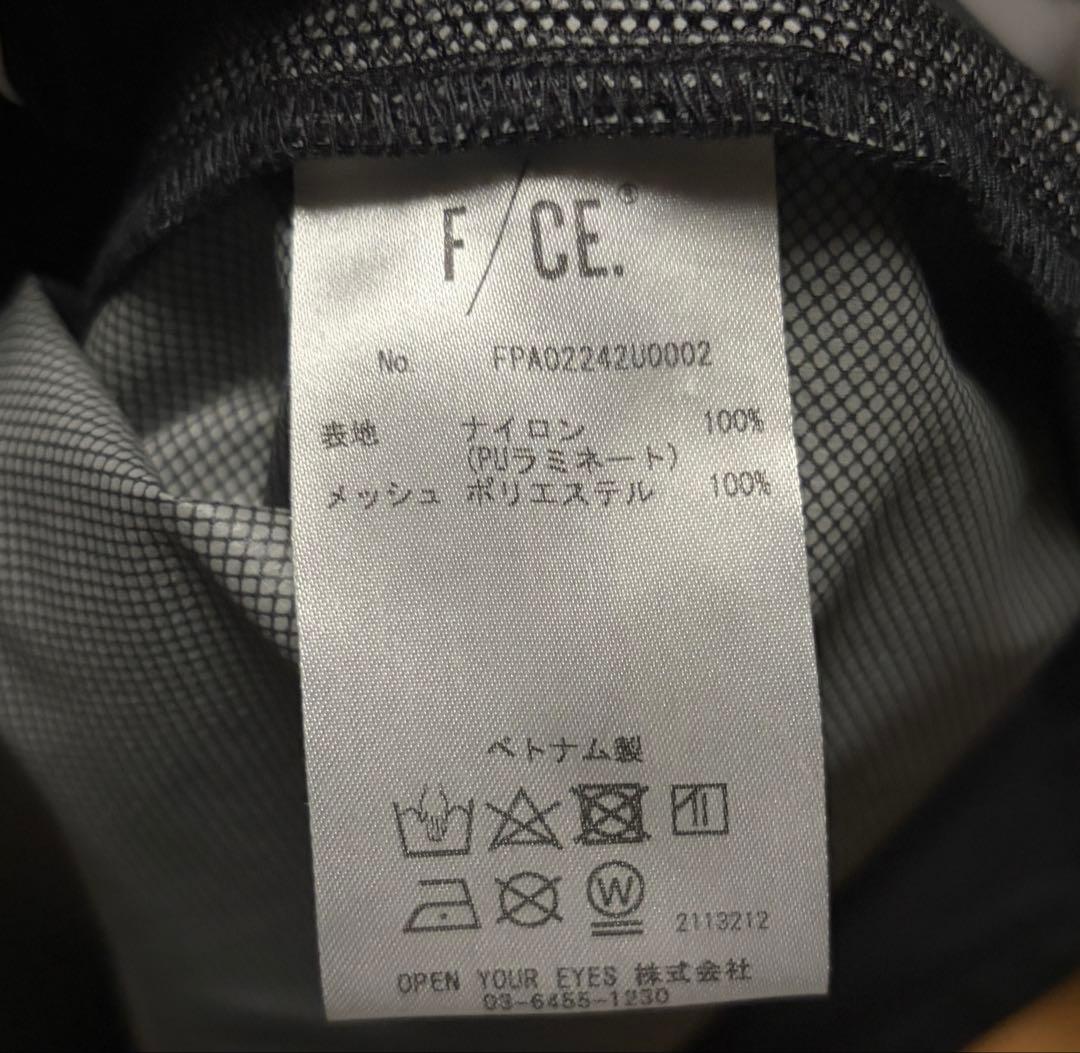 F/CE.®
No. FPA02242U0002
表地 ナイロン 100%
(PUラミネート)
メッシュ ポリエステル 100%
ベトナム製
W
2113212
OPEN YOUR EYES 株式会社
03-6455-1230